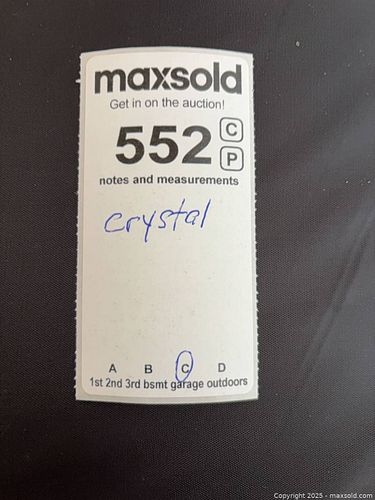 maxsold
Get in on the auction!
552 C
P
notes and measurements
crystal
A B C D
1st 2nd 3rd bsmt garage outdoors
Copyright 2025 - maxsold.com